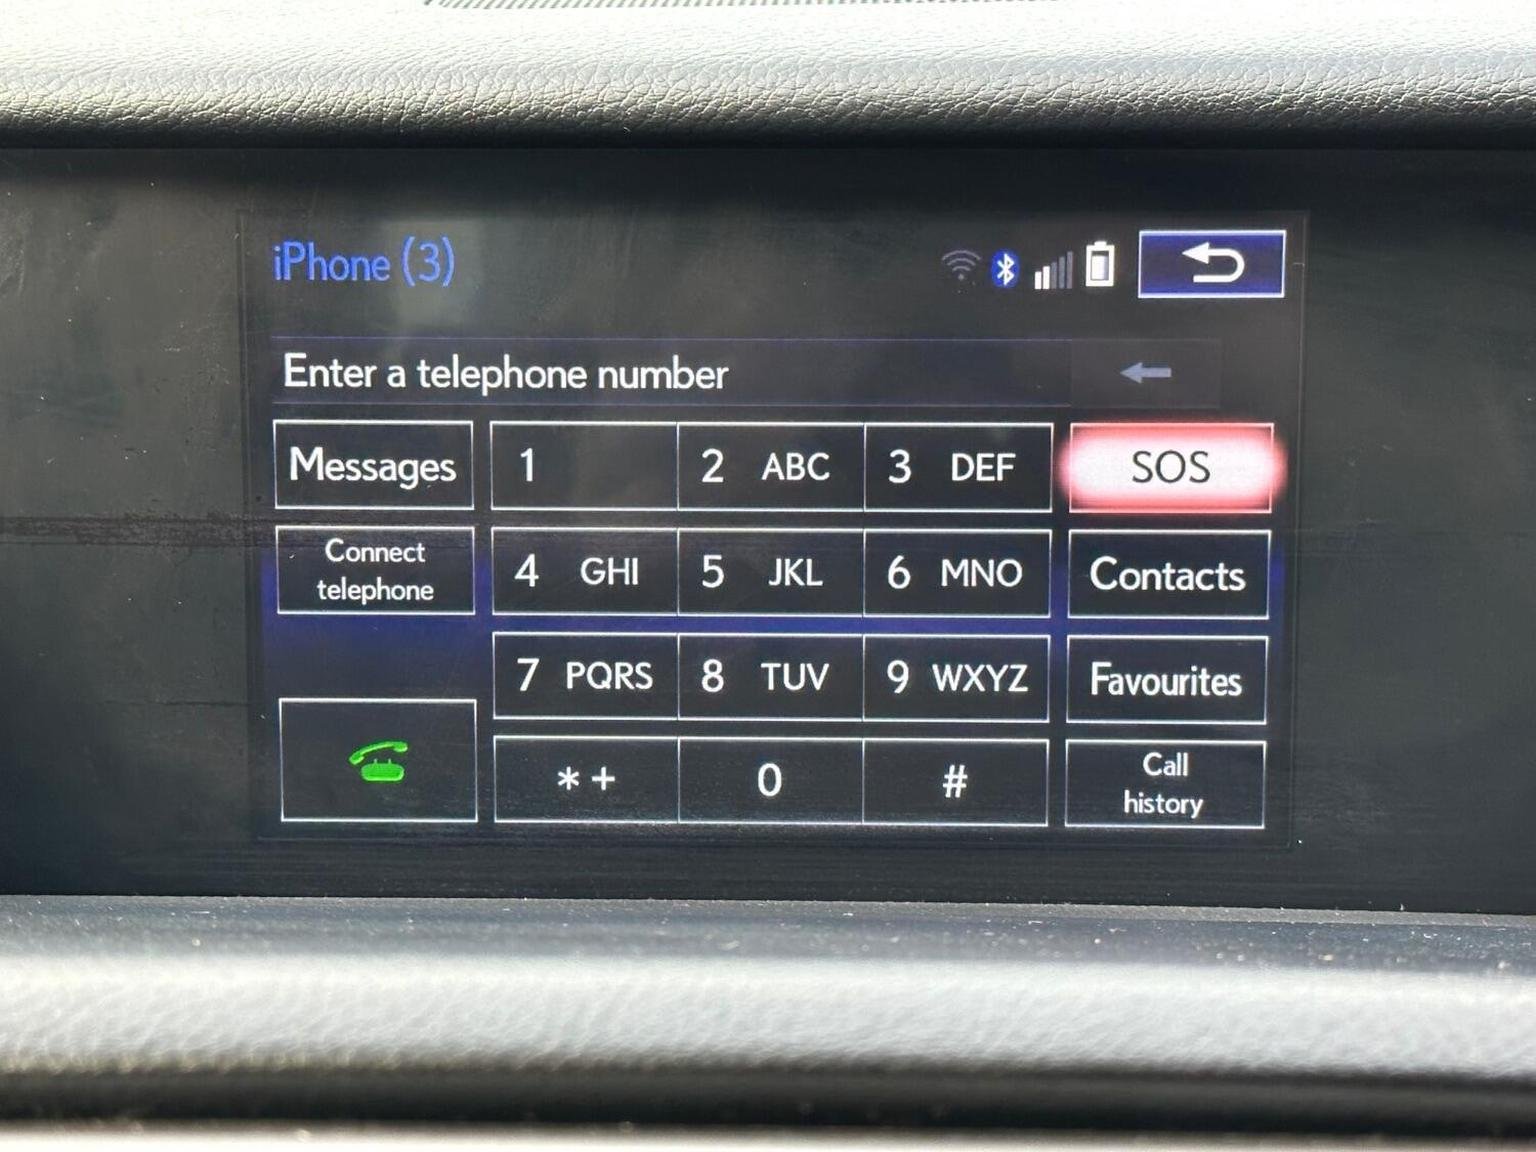 iPhone (3)
Enter a telephone number
Messages
1
2 ABC
3 DEF
SOS
Connect
telephone
4 GHI
5 JKL
6 MNO
Contacts
7 PQRS
8 TUV
9 WXYZ
Favourites
* +
0
#
Call
history